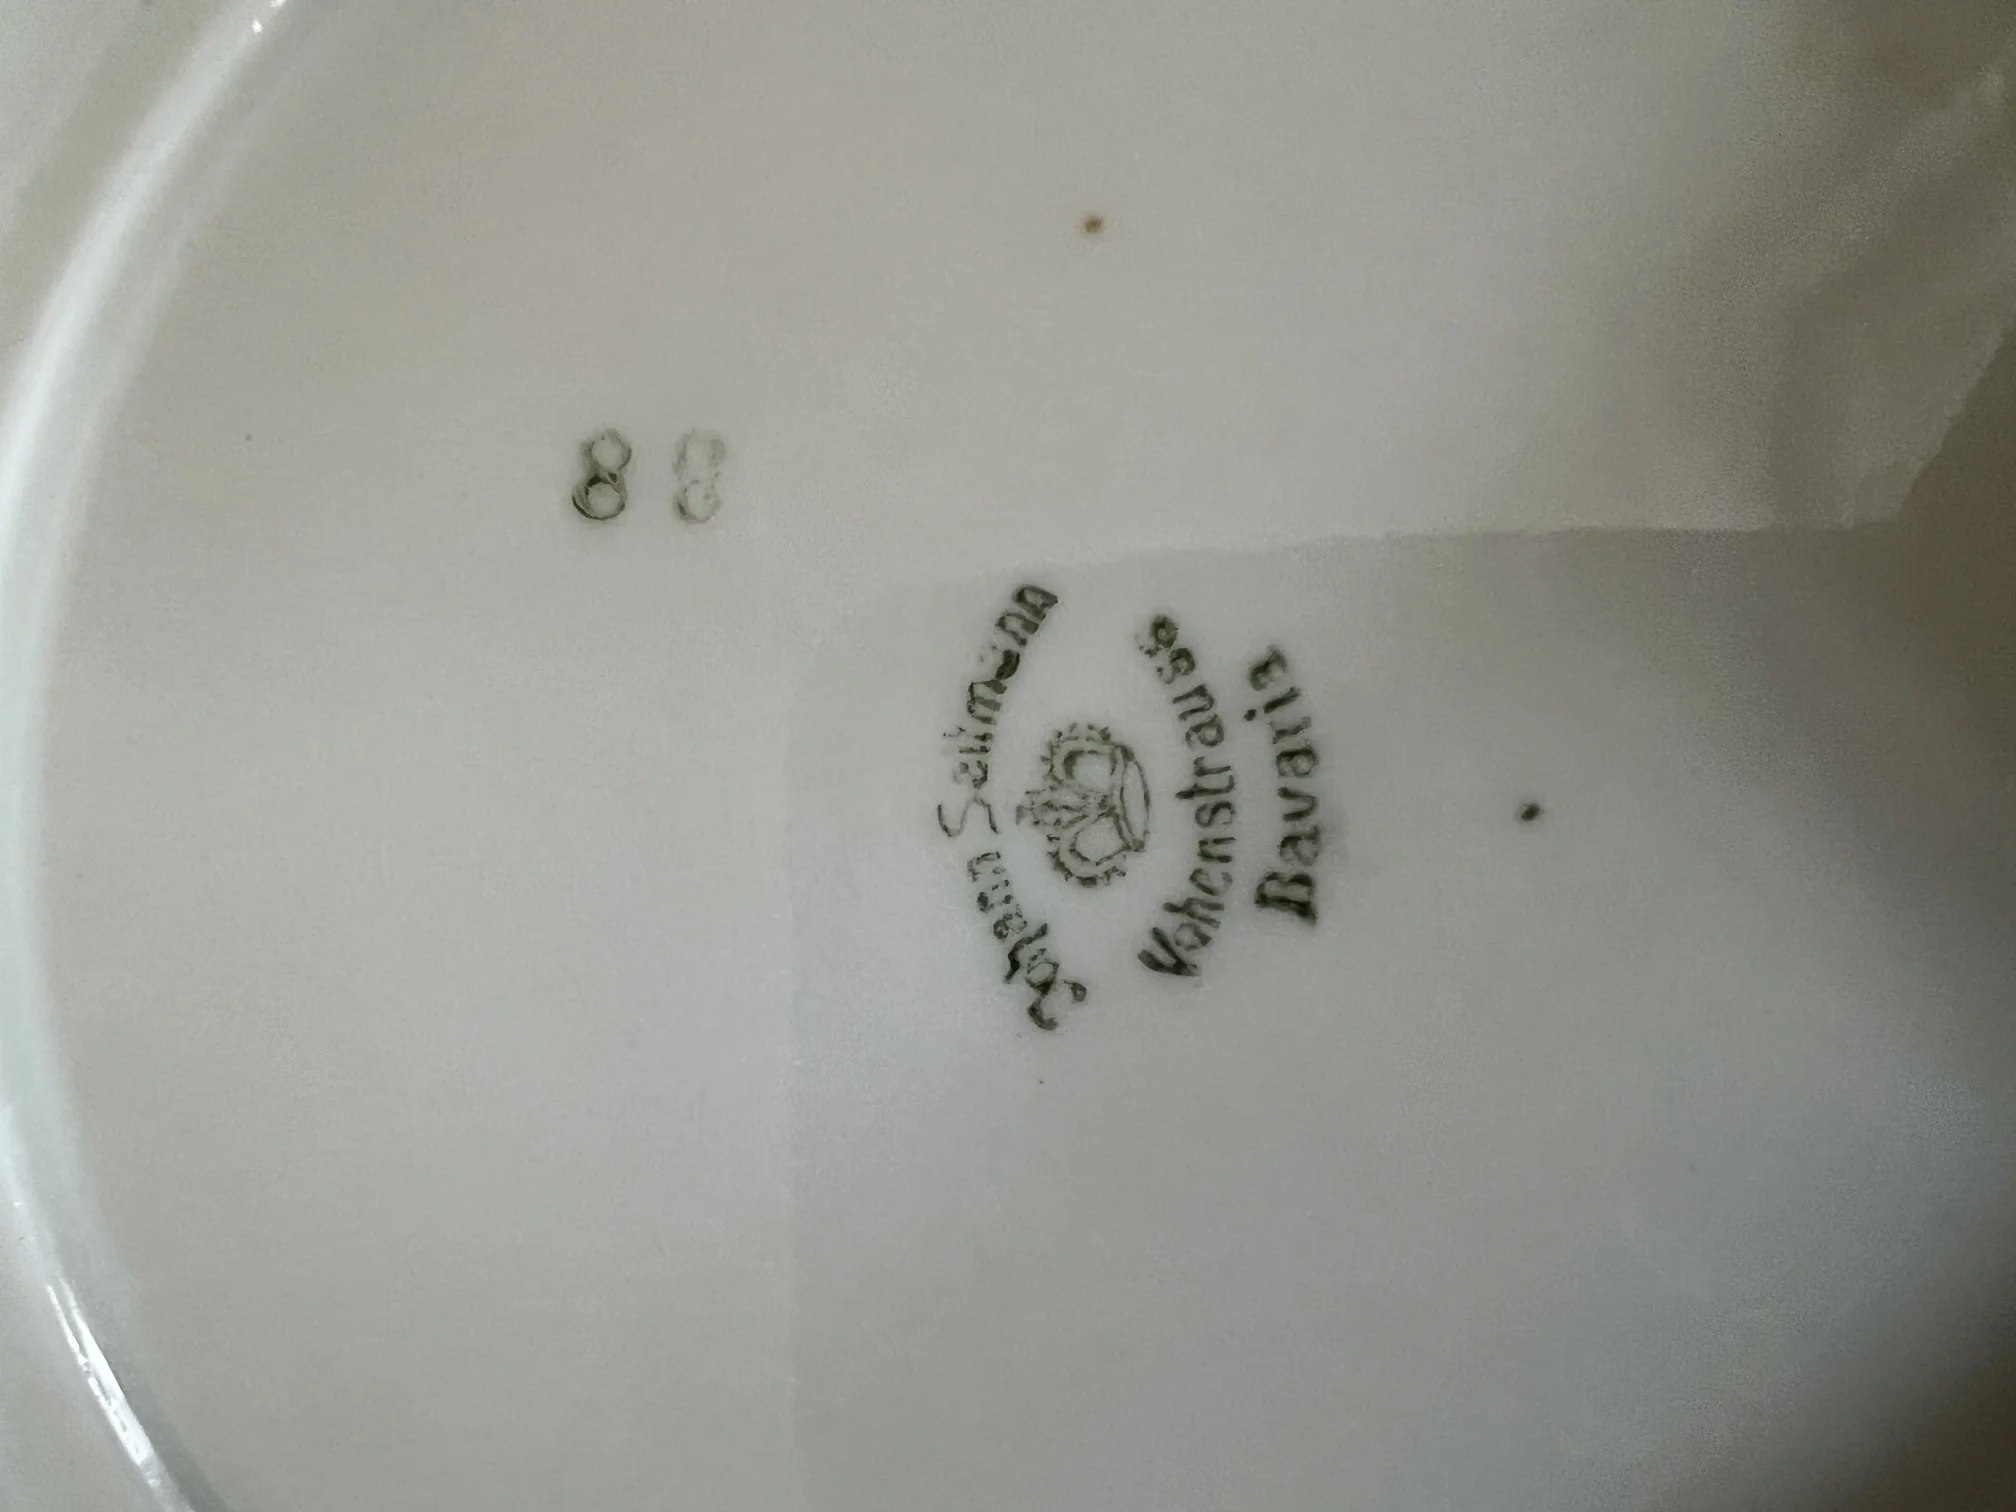 Johann Seltmann
Vohenstrauss
Bavaria
88